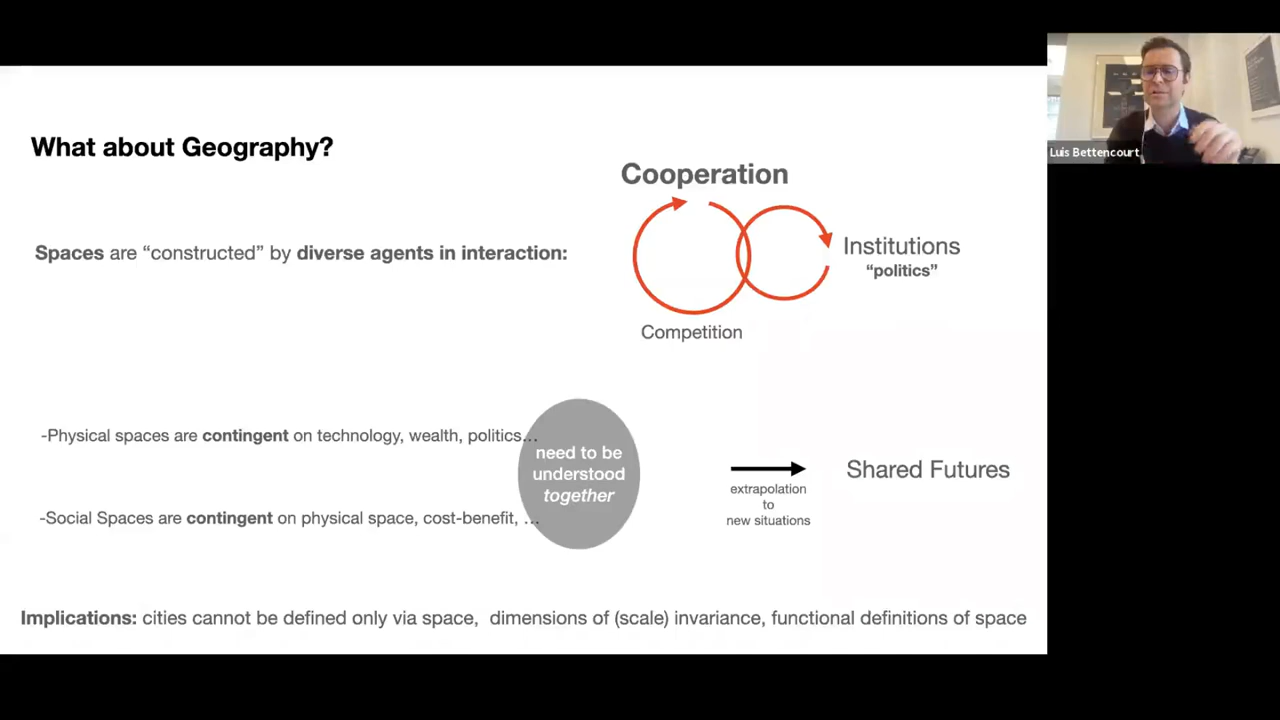 Luis Bettencourt
What about Geography?
Cooperation
Spaces are “constructed” by diverse agents in interaction:
Institutions
“politics”
Competition
-Physical spaces are contingent on technology, wealth, politics…
need to be
understood
together
-Social Spaces are contingent on physical space, cost-benefit, …
Shared Futures
extrapolation
to
new situations
Implications: cities cannot be defined only via space, dimensions of (scale) invariance, functional definitions of space